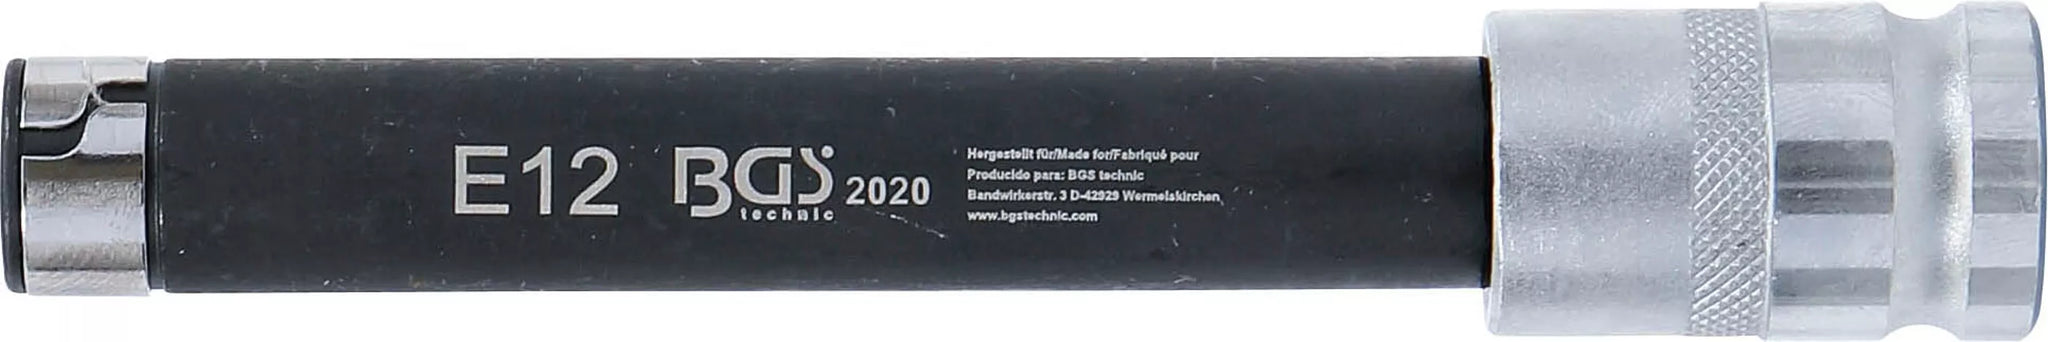 E12 BGS technic 2020
Hergestellt für/Made for/Fabriqué pour
Producido para: BGS technic
Bandwirkerstr. 3 D-42929 Wermelskirchen
www.bgstechnic.com